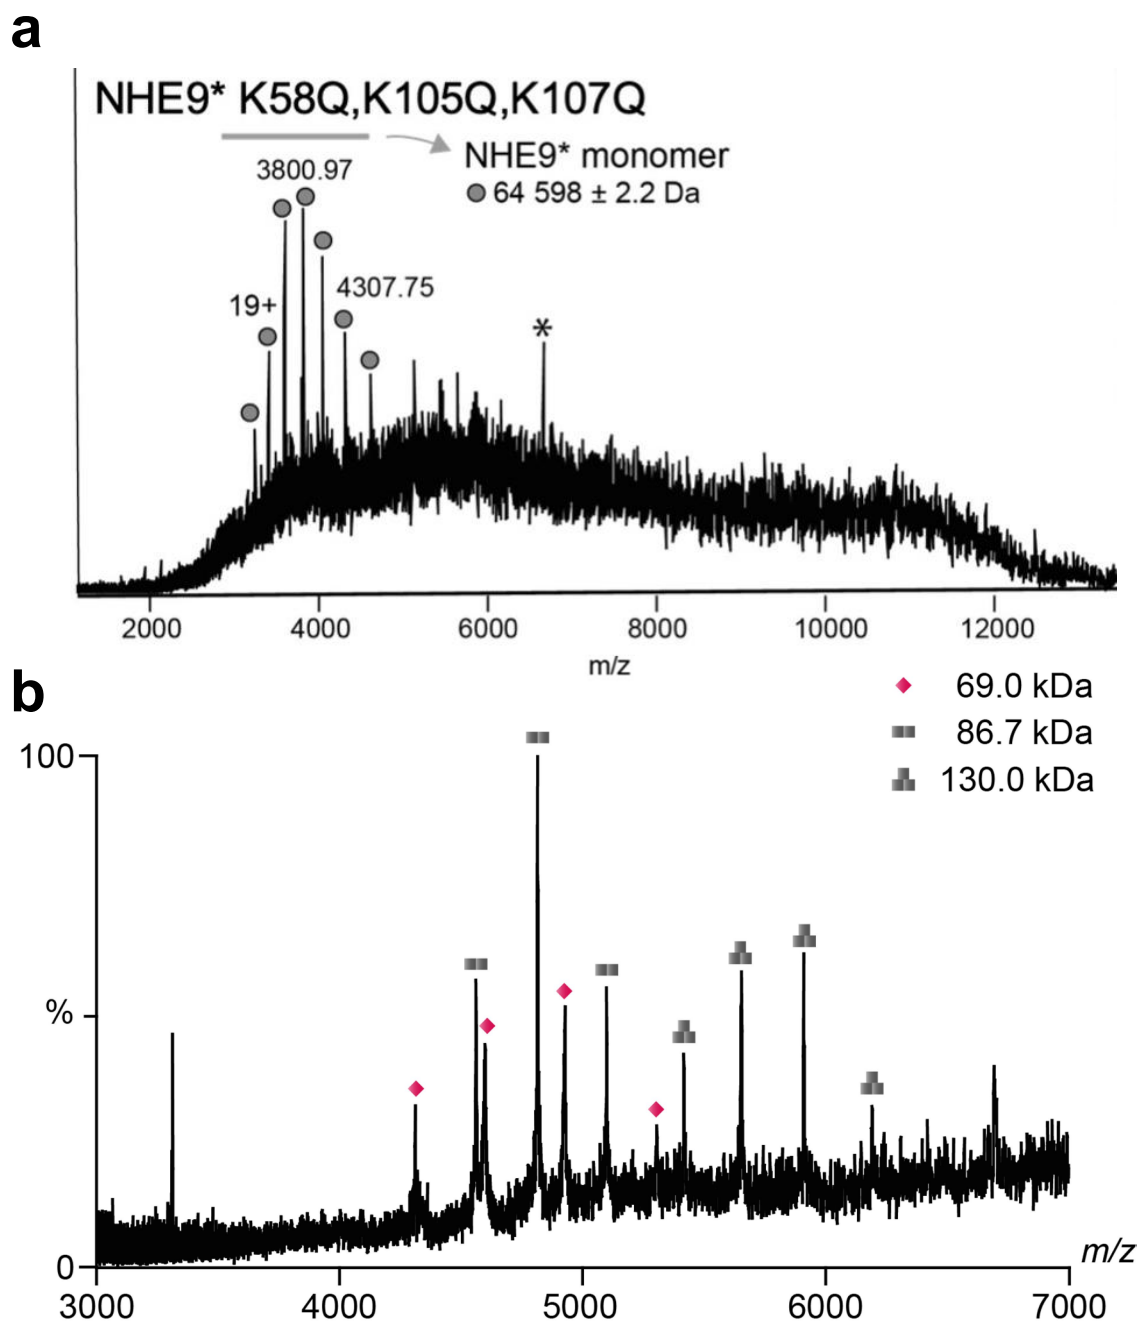 a
NHE9* K58Q,K105Q,K107Q
NHE9* monomer
64 598 ± 2.2 Da
3800.97
4307.75
19+
*
2000 4000 6000 8000 10000 12000
m/z
b
69.0 kDa
86.7 kDa
130.0 kDa
100
%
0
m/z
3000 4000 5000 6000 7000